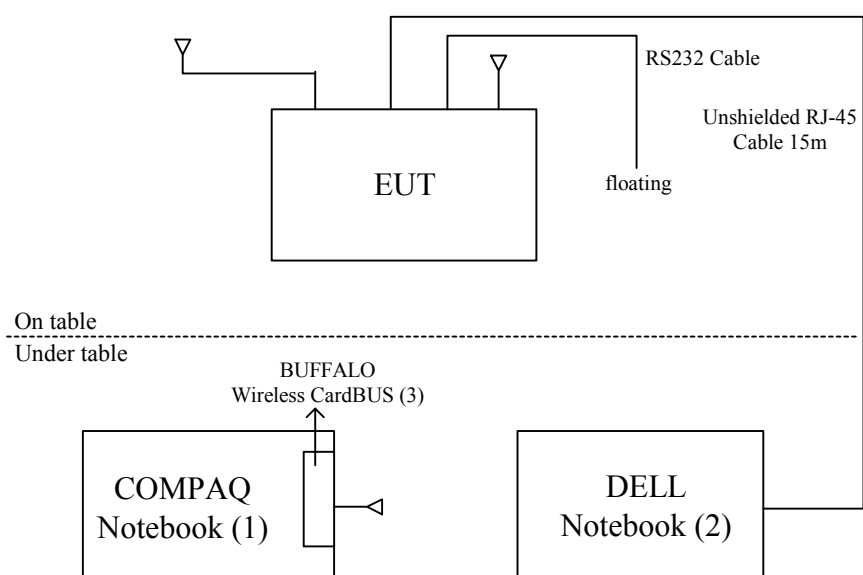 RS232 Cable
Unshielded RJ-45
Cable 15m
EUT
floating
On table
Under table
BUFFALO
Wireless CardBUS (3)
COMPAQ
Notebook (1)
DELL
Notebook (2)